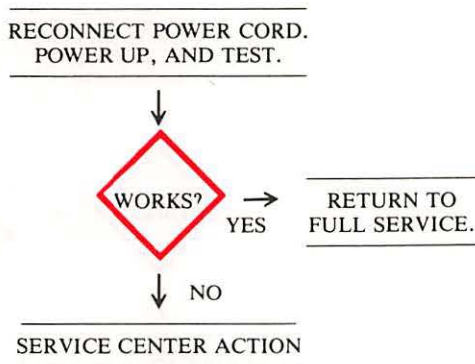 RECONNECT POWER CORD.
POWER UP, AND TEST.
WORKS?
YES
RETURN TO
FULL SERVICE.
NO
SERVICE CENTER ACTION